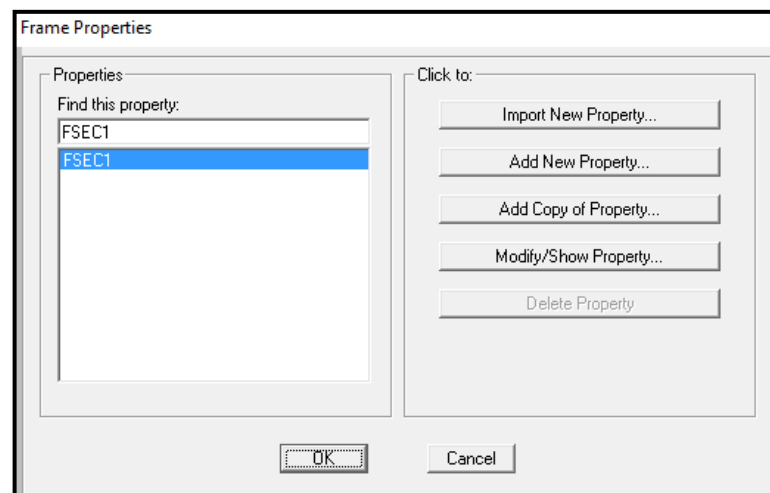 Frame Properties
Properties
Find this property:
FSEC1
FSEC1
Click to:
Import New Property...
Add New Property...
Add Copy of Property...
Modify/Show Property...
Delete Property
OK
Cancel